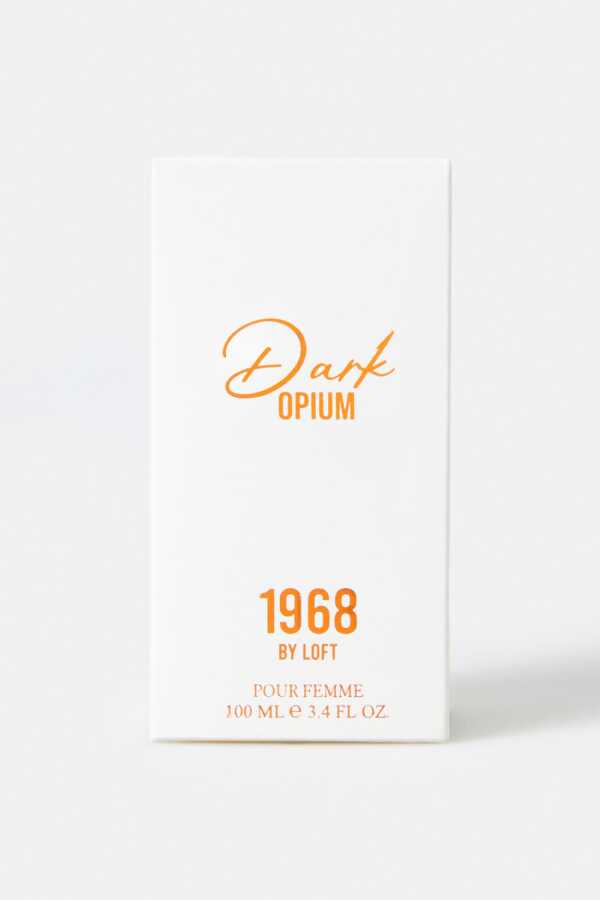 Dark
OPIUM
1968
BY LOFT
POUR FEMME
100 ML ℮ 3.4 FL OZ.